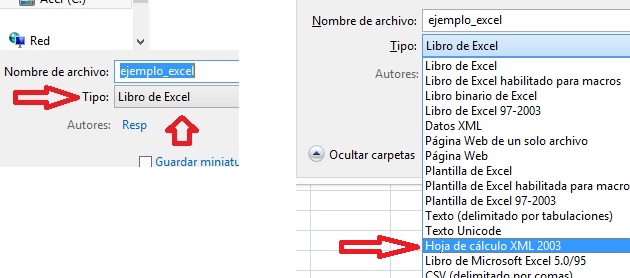 Red
Nombre de archivo: ejemplo_excel
Tipo: Libro de Excel
Autores: Resp
Guardar miniatu
Nombre de archivo: ejemplo_excel
Tipo: Libro de Excel
Autores:
Libro de Excel
Libro de Excel habilitado para macros
Libro binario de Excel
Libro de Excel 97-2003
Datos XML
Página Web de un solo archivo
Página Web
Plantilla de Excel
Plantilla de Excel habilitada para macro
Plantilla de Excel 97-2003
Texto (delimitado por tabulaciones)
Texto Unicode
Hoja de cálculo XML 2003
Libro de Microsoft Excel 5.0/95
CSV (delimitado por comas)
Ocultar carpetas